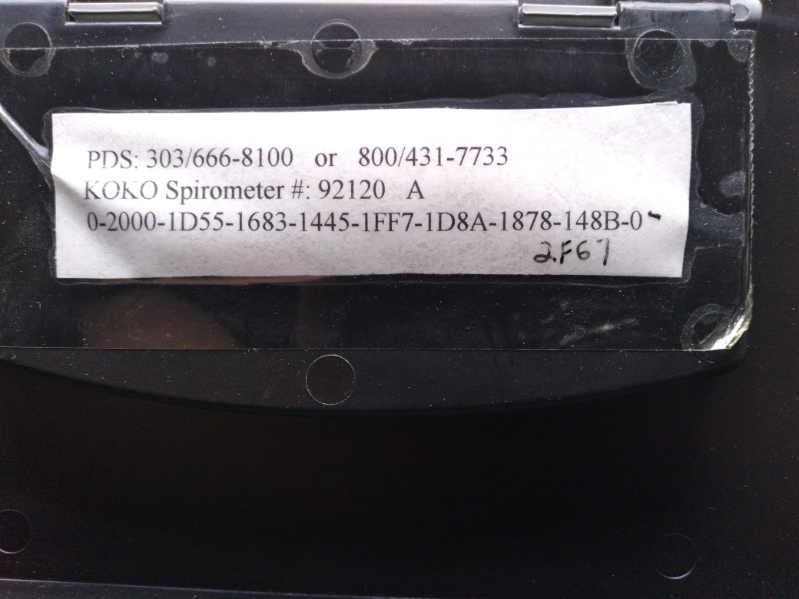 PDS: 303/666-8100 or 800/431-7733
KOKO Spirometer #: 92120 A
0-2000-1D55-1683-1445-1FF7-1D8A-1878-148B-0-
2F67